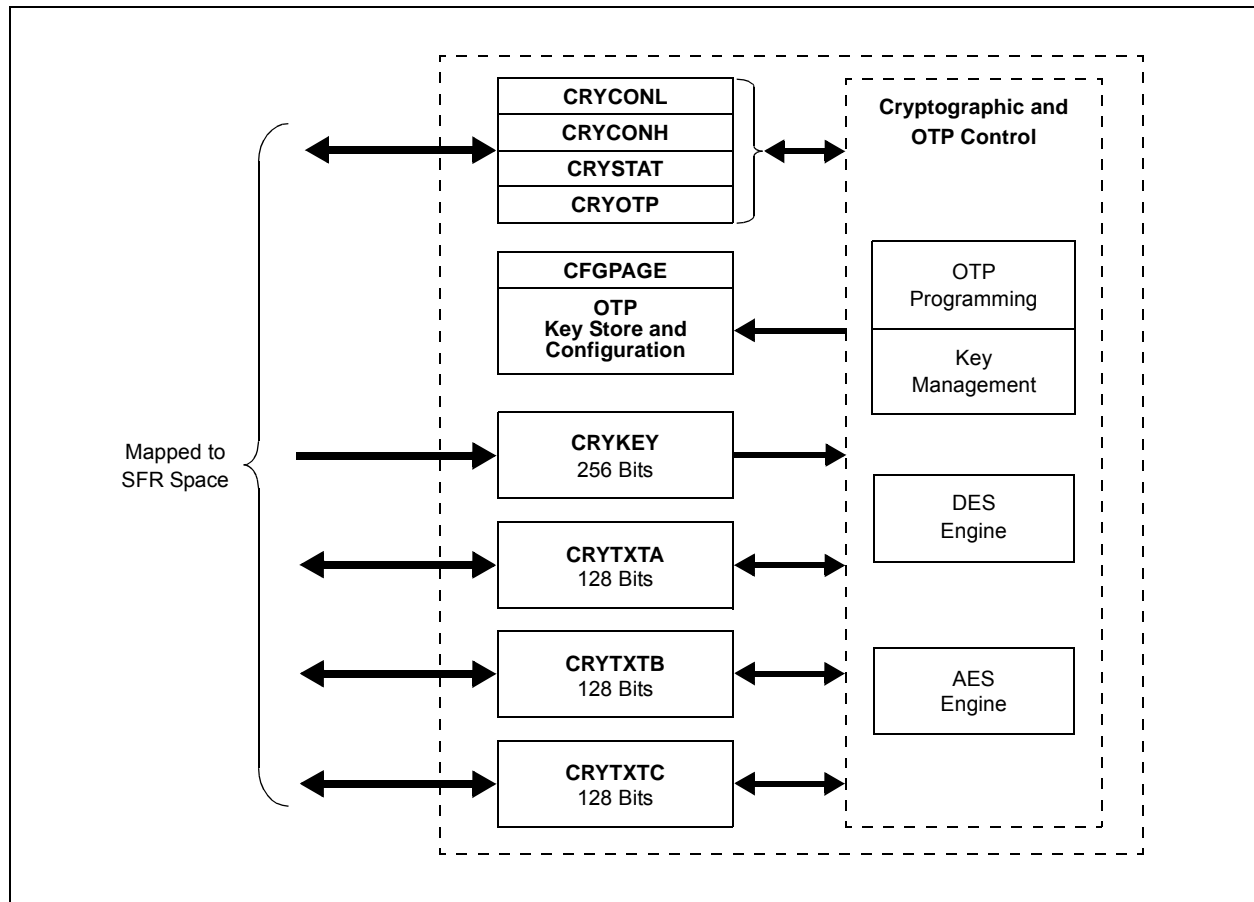 CRYCONL
CRYCONH
CRYSTAT
CRYOTP
Cryptographic and
OTP Control
CFGPAGE
OTP
Key Store and
Configuration
OTP
Programming
Key
Management
Mapped to
SFR Space
CRYKEY
256 Bits
DES
Engine
CRYTXTA
128 Bits
CRYTXTB
128 Bits
AES
Engine
CRYTXTC
128 Bits